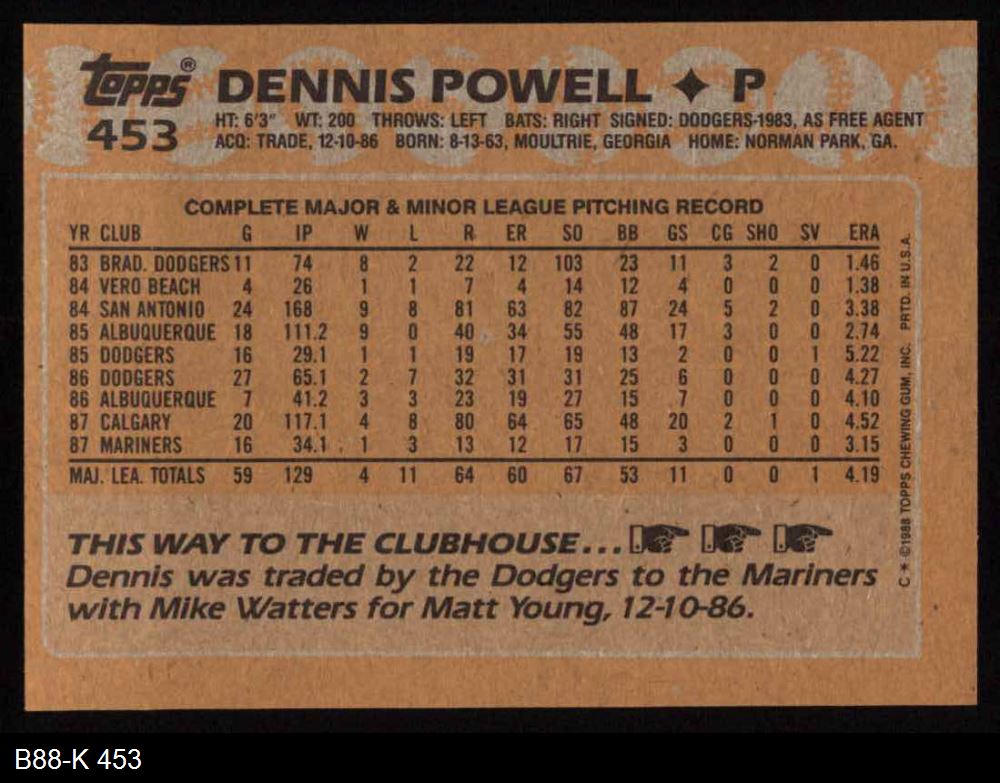 topps® DENNIS POWELL ✦ P
453
HT: 6'3" WT: 200 THROWS: LEFT BATS: RIGHT SIGNED: DODGERS-1983, AS FREE AGENT
ACQ: TRADE, 12-10-86 BORN: 8-13-63, MOULTRIE, GEORGIA HOME: NORMAN PARK, GA.
COMPLETE MAJOR & MINOR LEAGUE PITCHING RECORD
YR CLUB G IP W L R ER SO BB GS CG SHO SV ERA
83 BRAD. DODGERS 11 74 8 2 22 12 103 23 11 3 2 0 1.46
84 VERO BEACH 4 26 1 1 7 4 14 12 4 0 0 0 1.38
84 SAN ANTONIO 24 168 9 8 81 63 82 87 24 5 2 0 3.38
85 ALBUQUERQUE 18 111.2 9 0 40 34 55 48 17 3 0 0 2.74
85 DODGERS 16 29.1 1 1 19 17 19 13 2 0 0 1 5.22
86 DODGERS 27 65.1 2 7 32 31 31 25 6 0 0 0 4.27
86 ALBUQUERQUE 7 41.2 3 3 23 19 27 15 7 0 0 0 4.10
87 CALGARY 20 117.1 4 8 80 64 65 48 20 2 1 0 4.52
87 MARINERS 16 34.1 1 3 13 12 17 15 3 0 0 0 3.15
MAJ. LEA. TOTALS 59 129 4 11 64 60 67 53 11 0 0 1 4.19
THIS WAY TO THE CLUBHOUSE...
Dennis was traded by the Dodgers to the Mariners
with Mike Watters for Matt Young, 12-10-86.
C * ©1988 TOPPS CHEWING GUM, INC. PRTD. IN U.S.A.
B88-K 453